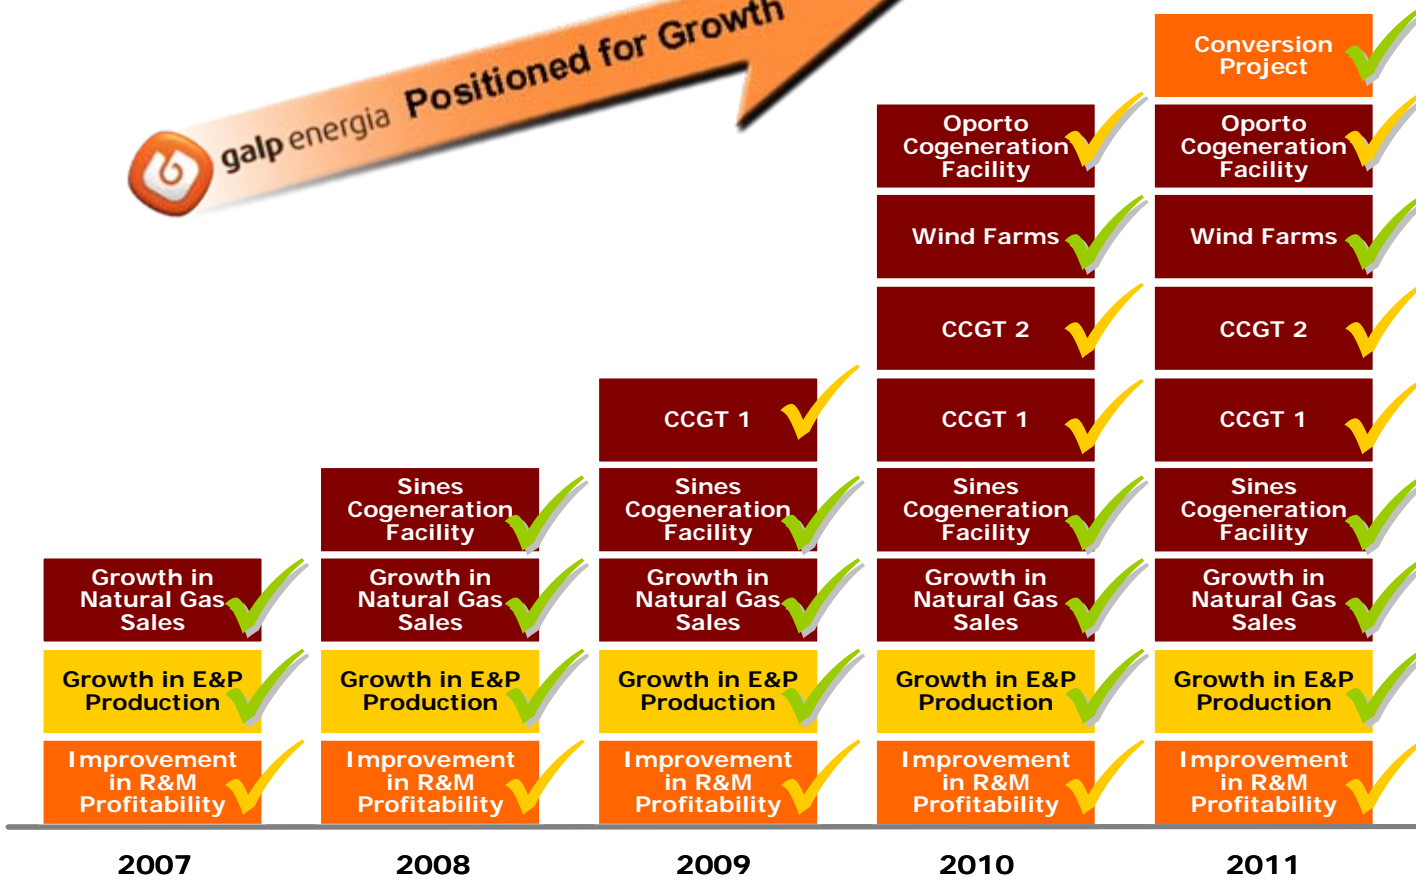 galp energia Positioned for Growth
Conversion
Project
Oporto
Cogeneration
Facility
Oporto
Cogeneration
Facility
Wind Farms
Wind Farms
CCGT 2
CCGT 2
CCGT 1
CCGT 1
CCGT 1
Sines
Cogeneration
Facility
Sines
Cogeneration
Facility
Sines
Cogeneration
Facility
Sines
Cogeneration
Facility
Growth in
Natural Gas
Sales
Growth in
Natural Gas
Sales
Growth in
Natural Gas
Sales
Growth in
Natural Gas
Sales
Growth in
Natural Gas
Sales
Growth in E&P
Production
Growth in E&P
Production
Growth in E&P
Production
Growth in E&P
Production
Growth in E&P
Production
Improvement
in R&M
Profitability
Improvement
in R&M
Profitability
Improvement
in R&M
Profitability
Improvement
in R&M
Profitability
Improvement
in R&M
Profitability
2007
2008
2009
2010
2011